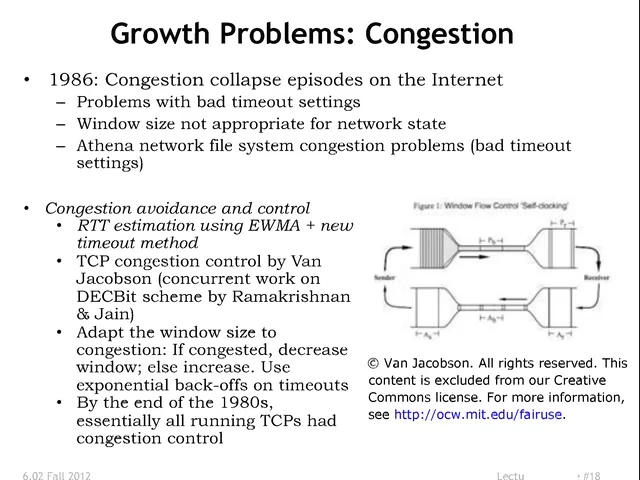 Growth Problems: Congestion
• 1986: Congestion collapse episodes on the Internet
– Problems with bad timeout settings
– Window size not appropriate for network state
– Athena network file system congestion problems (bad timeout
settings)
• Congestion avoidance and control
• RTT estimation using EWMA + new
timeout method
• TCP congestion control by Van
Jacobson (concurrent work on
DECBit scheme by Ramakrishnan
& Jain)
• Adapt the window size to
congestion: If congested, decrease
window; else increase. Use
exponential back-offs on timeouts
• By the end of the 1980s,
essentially all running TCPs had
congestion control
Figure 1: Window Flow Control 'Self-clocking'
Pb
Pr
Sender
Receiver
Ab
As
© Van Jacobson. All rights reserved. This
content is excluded from our Creative
Commons license. For more information,
see http://ocw.mit.edu/fairuse.
6.02 Fall 2012
Lectu
• #18